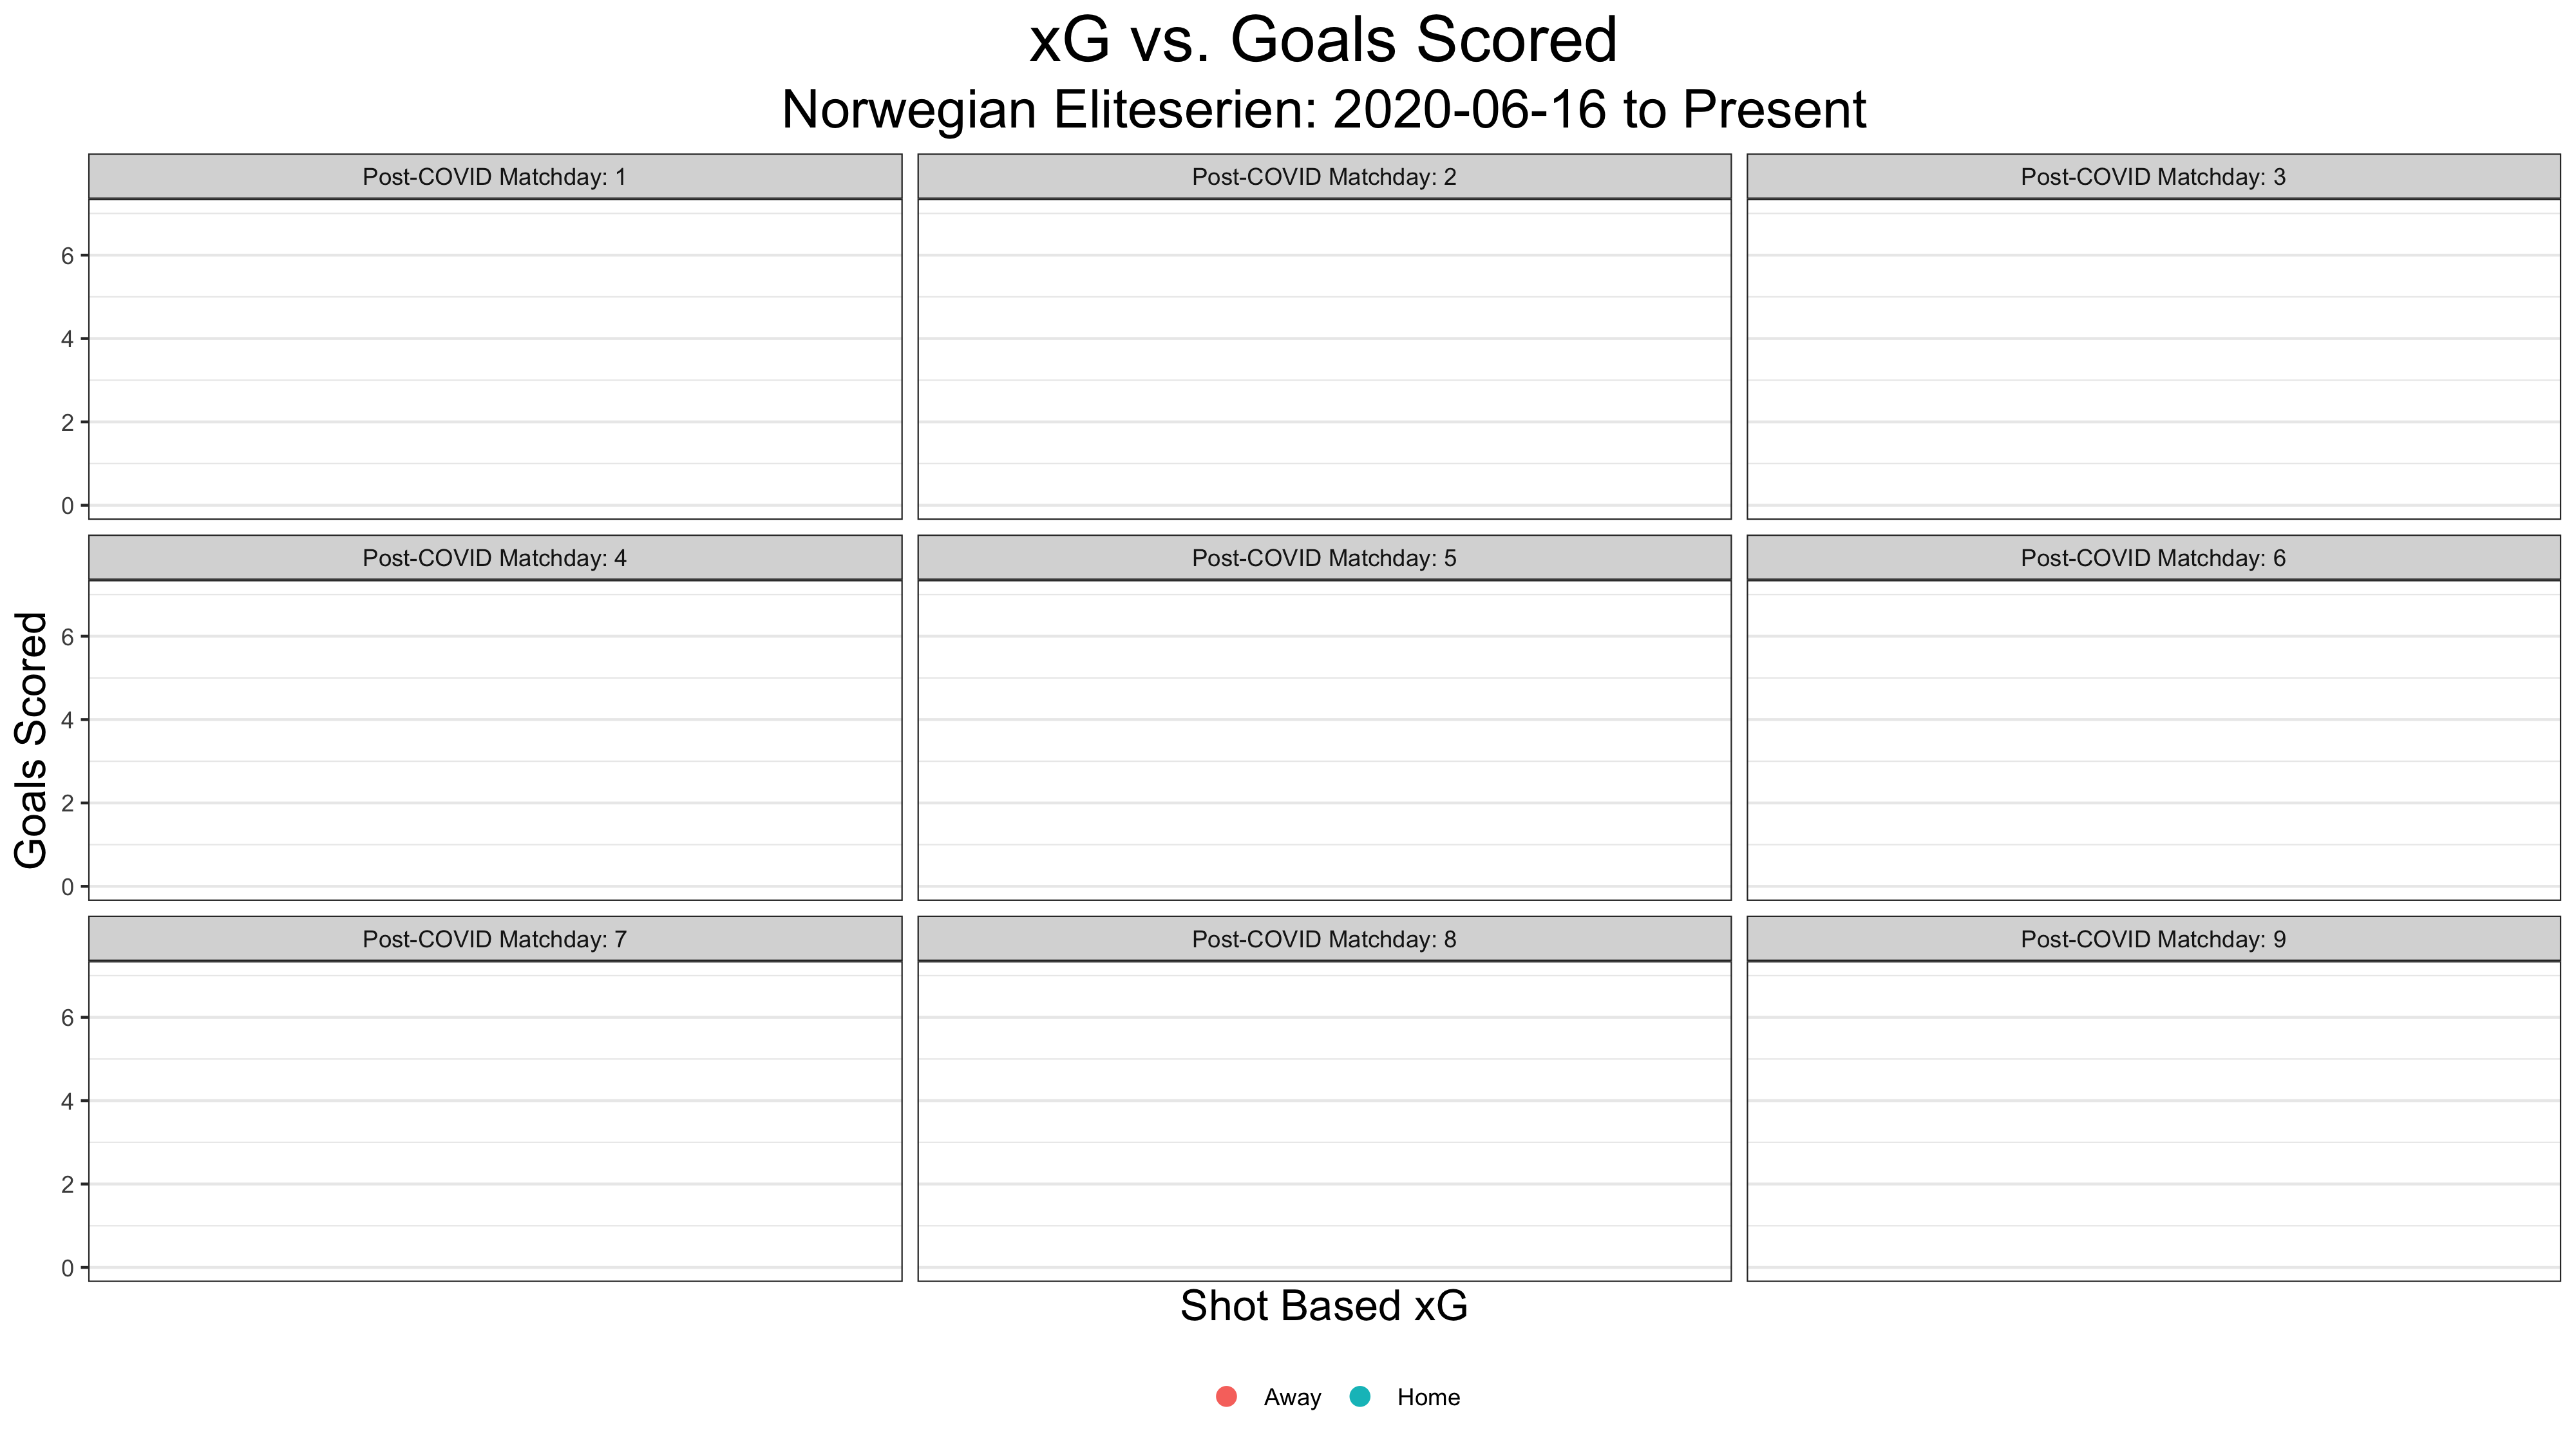 xG vs. Goals Scored
Norwegian Eliteserien: 2020-06-16 to Present
Post-COVID Matchday: 1
Post-COVID Matchday: 2
Post-COVID Matchday: 3
6
4
2
0
Post-COVID Matchday: 4
Post-COVID Matchday: 5
Post-COVID Matchday: 6
Goals Scored
6
4
2
0
Post-COVID Matchday: 7
Post-COVID Matchday: 8
Post-COVID Matchday: 9
6
4
2
0
Shot Based xG
Away
Home